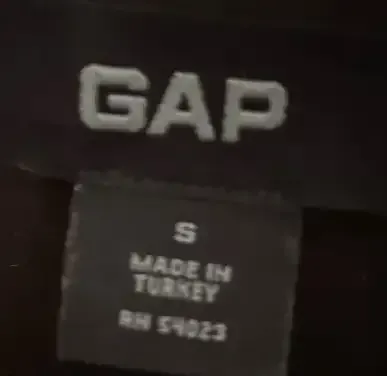 GAP
S
MADE IN
TURKEY
RN 54023